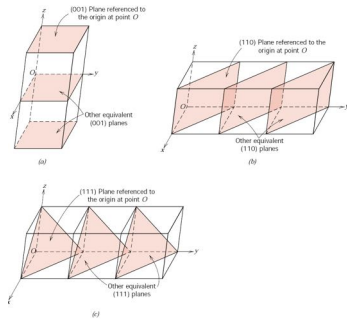 (001) Plane referenced to
the origin at point O
z
O
y
x
Other equivalent
(001) planes
(a)
z
(110) Plane referenced to the
origin at point O
O
x
Other equivalent
(110) planes
(b)
z
(111) Plane referenced to
the origin at point O
O
y
Other equivalent
(111) planes
(c)